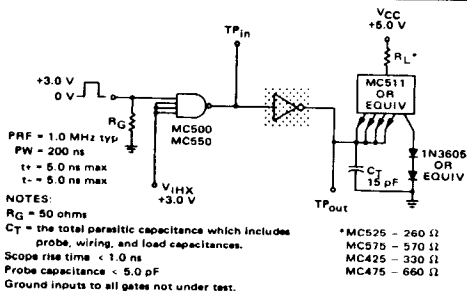 VCC
+5.0 V
TPin
RL*
MC511
OR
EQUIV
+3.0 V
0 V
RG
MC500
MC550
1N3605
OR
EQUIV
PRF = 1.0 MHz typ
PW = 200 ns
t+ = 5.0 ns max
t– = 5.0 ns max
VIHX
+3.0 V
CT
15 pF
TPout
NOTES:
RG = 50 ohms
CT = the total parasitic capacitance which includes
probe, wiring, and load capacitances.
Scope rise time < 1.0 ns
Probe capacitance < 5.0 pF
Ground inputs to all gates not under test.
*MC525 – 260 Ω
MC575 – 570 Ω
MC425 – 330 Ω
MC475 – 660 Ω